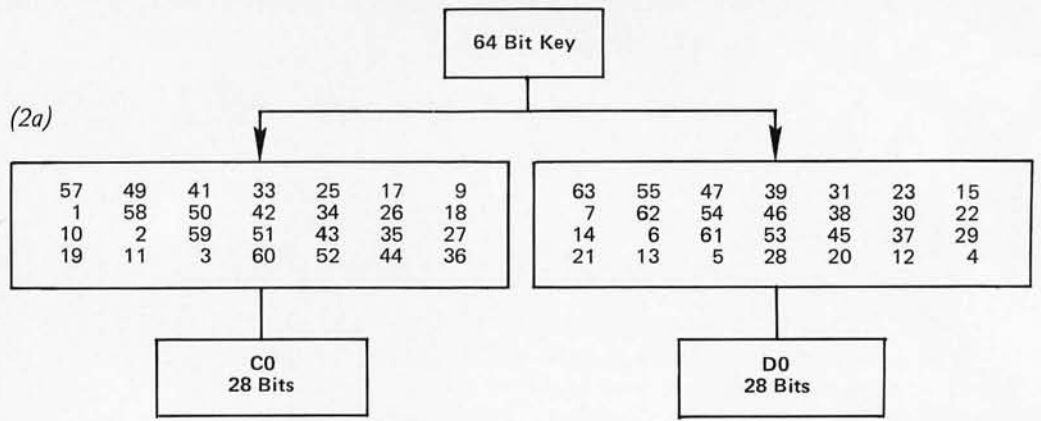 64 Bit Key
(2a)
57 49 41 33 25 17 9
1 58 50 42 34 26 18
10 2 59 51 43 35 27
19 11 3 60 52 44 36
63 55 47 39 31 23 15
7 62 54 46 38 30 22
14 6 61 53 45 37 29
21 13 5 28 20 12 4
C0
28 Bits
D0
28 Bits